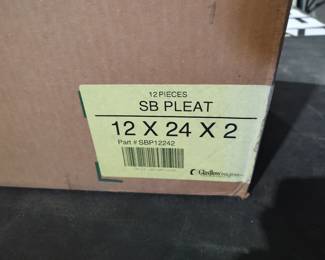 12 PIECES
SB PLEAT
12 X 24 X 2
Part # SBP12242